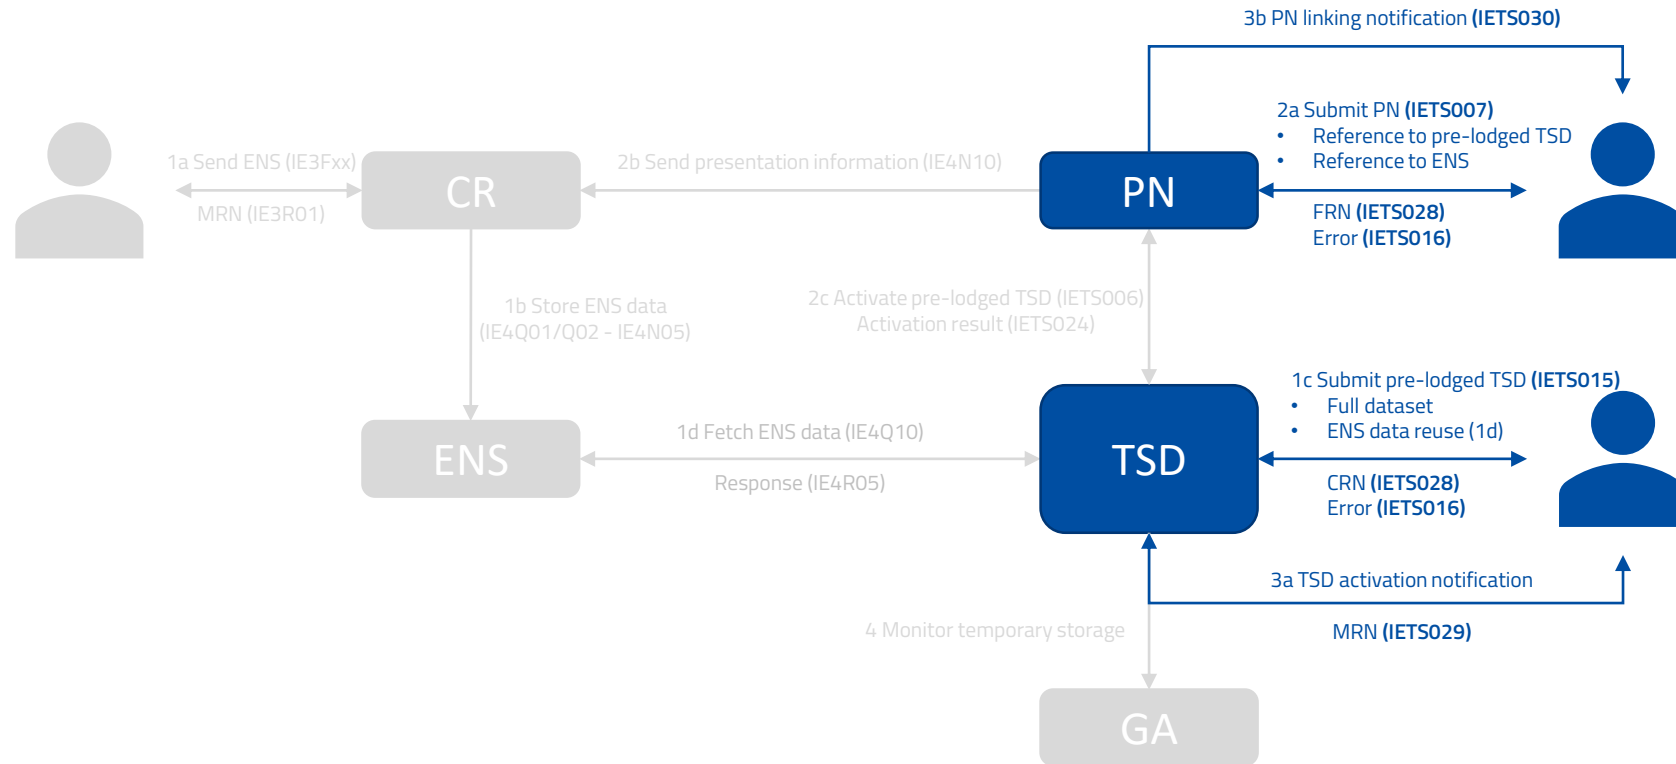 3b PN linking notification (IETS030)
2a Submit PN (IETS007)
• Reference to pre-lodged TSD
• Reference to ENS
1a Send ENS (IE3Fxx)
MRN (IE3R01)
CR
2b Send presentation information (IE4N10)
PN
FRN (IETS028)
Error (IETS016)
1b Store ENS data
(IE4Q01/Q02 - IE4N05)
2c Activate pre-lodged TSD (IETS006)
Activation result (IETS024)
1c Submit pre-lodged TSD (IETS015)
• Full dataset
• ENS data reuse (1d)
ENS
1d Fetch ENS data (IE4Q10)
Response (IE4R05)
TSD
CRN (IETS028)
Error (IETS016)
3a TSD activation notification
MRN (IETS029)
4 Monitor temporary storage
GA